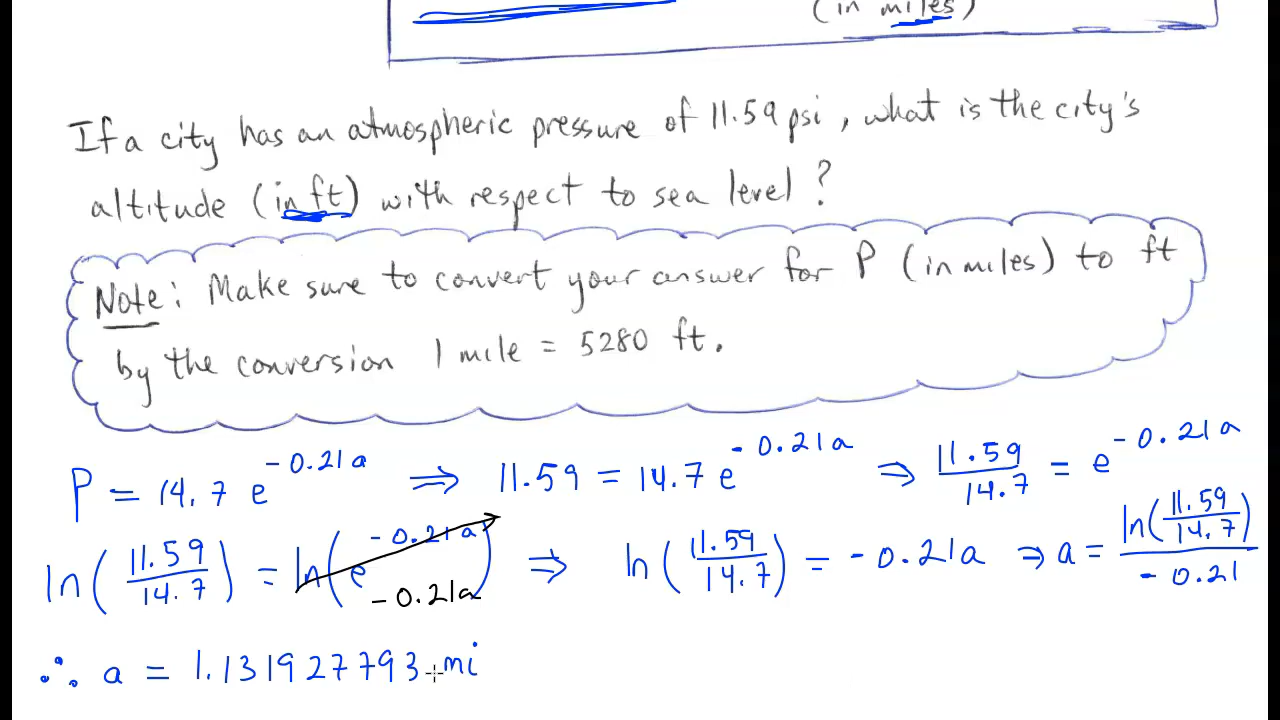 (in miles)
If a city has an atmospheric pressure of 11.59 psi, what is the city's
altitude (in ft) with respect to sea level?
Note: Make sure to convert your answer for P (in miles) to ft
by the conversion 1 mile = 5280 ft.
P = 14.7 e^{-0.21a} ⇒ 11.59 = 14.7 e^{-0.21a} ⇒ 11.59/14.7 = e^{-0.21a}
ln(11.59/14.7) = ln(e^{-0.21a}) -0.21a ⇒ ln(11.59/14.7) = -0.21a ⇒ a = ln(11.59/14.7)/-0.21
∴ a = 1.131927793 mi